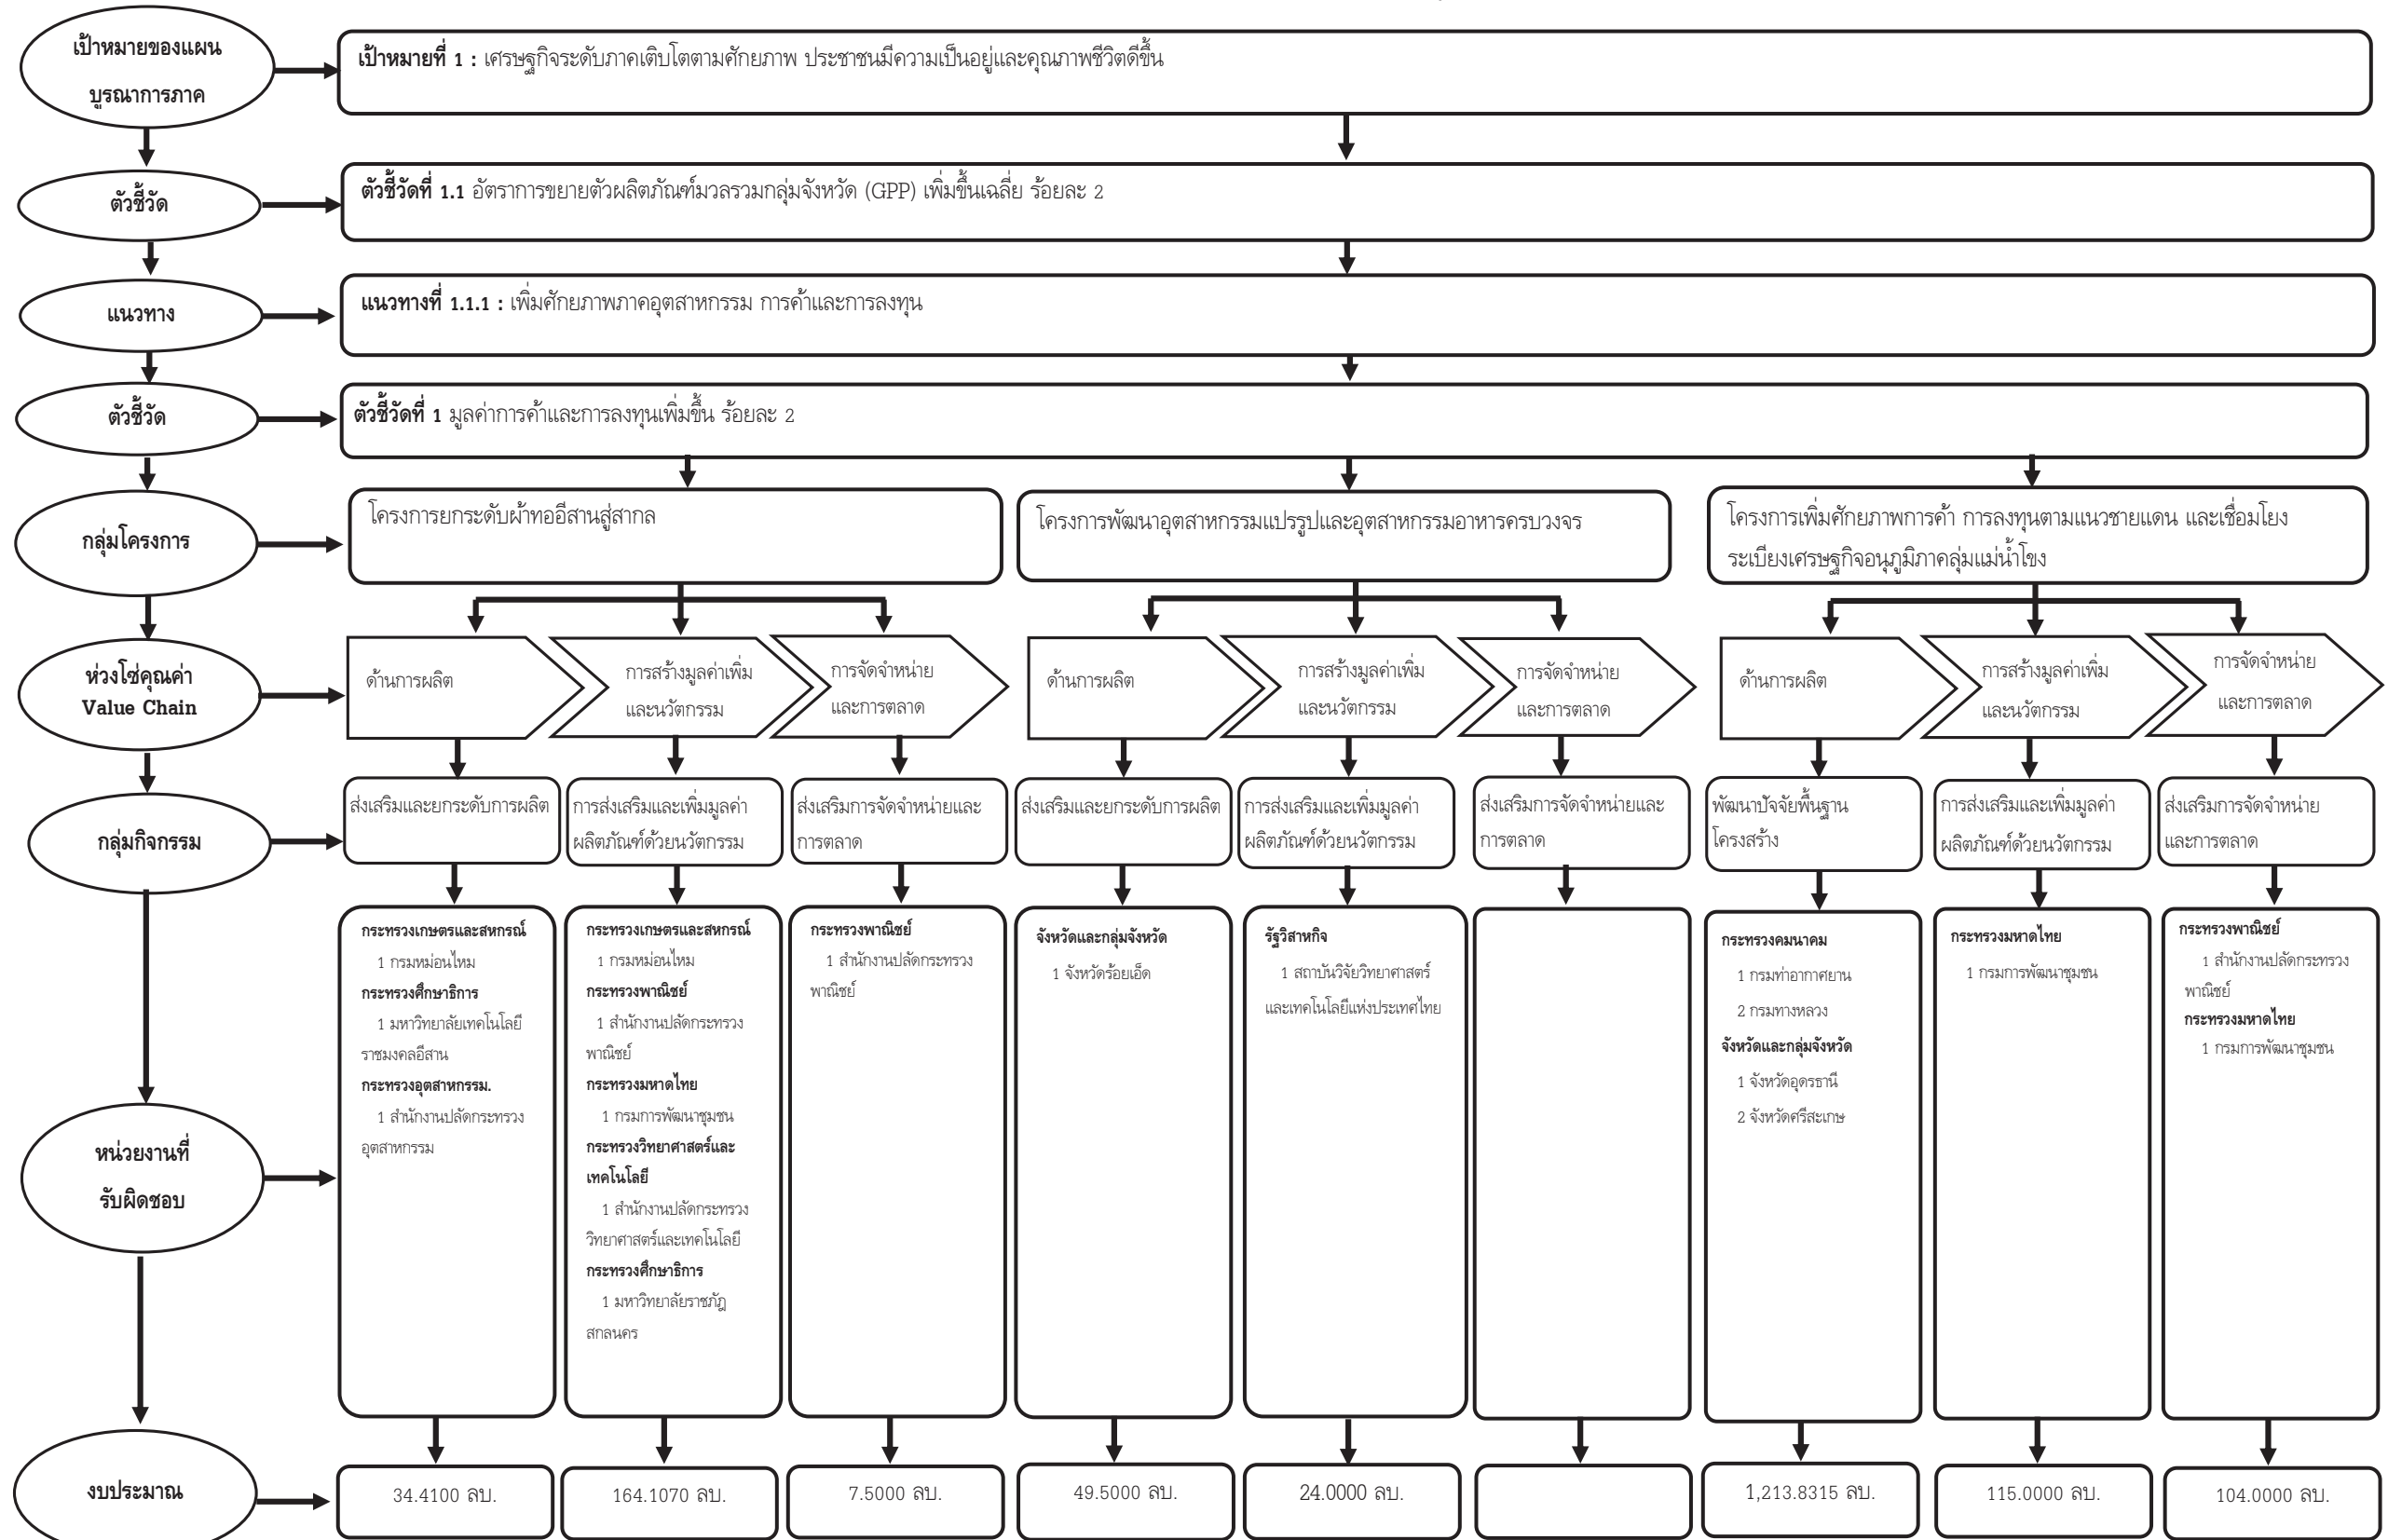 เป้าหมายของแผน
บูรณาการภาค
เป้าหมายที่ 1 : เศรษฐกิจระดับภาคเติบโตตามศักยภาพ ประชาชนมีความเป็นอยู่และคุณภาพชีวิตดีขึ้น
ตัวชี้วัด
ตัวชี้วัดที่ 1.1 อัตราการขยายตัวผลิตภัณฑ์มวลรวมกลุ่มจังหวัด (GPP) เพิ่มขึ้นเฉลี่ย ร้อยละ 2
แนวทาง
แนวทางที่ 1.1.1 : เพิ่มศักยภาพภาคอุตสาหกรรม การค้าและการลงทุน
ตัวชี้วัด
ตัวชี้วัดที่ 1 มูลค่าการค้าและการลงทุนเพิ่มขึ้น ร้อยละ 2
กลุ่มโครงการ
โครงการยกระดับผ้าทออีสานสู่สากล
โครงการพัฒนาอุตสาหกรรมแปรรูปและอุตสาหกรรมอาหารครบวงจร
โครงการเพิ่มศักยภาพการค้า การลงทุนตามแนวชายแดน และเชื่อมโยง
ระเบียงเศรษฐกิจอนุภูมิภาคลุ่มแม่น้ำโขง
ห่วงโซ่คุณค่า
Value Chain
ด้านการผลิต
การสร้างมูลค่าเพิ่ม
และนวัตกรรม
การจัดจำหน่าย
และการตลาด
ด้านการผลิต
การสร้างมูลค่าเพิ่ม
และนวัตกรรม
การจัดจำหน่าย
และการตลาด
ด้านการผลิต
การสร้างมูลค่าเพิ่ม
และนวัตกรรม
การจัดจำหน่าย
และการตลาด
กลุ่มกิจกรรม
ส่งเสริมและยกระดับการผลิต
การส่งเสริมและเพิ่มมูลค่า
ผลิตภัณฑ์ด้วยนวัตกรรม
ส่งเสริมการจัดจำหน่ายและ
การตลาด
ส่งเสริมและยกระดับการผลิต
การส่งเสริมและเพิ่มมูลค่า
ผลิตภัณฑ์ด้วยนวัตกรรม
ส่งเสริมการจัดจำหน่ายและ
การตลาด
พัฒนาปัจจัยพื้นฐาน
โครงสร้าง
การส่งเสริมและเพิ่มมูลค่า
ผลิตภัณฑ์ด้วยนวัตกรรม
ส่งเสริมการจัดจำหน่าย
และการตลาด
หน่วยงานที่
รับผิดชอบ
กระทรวงเกษตรและสหกรณ์
1 กรมหม่อนไหม
กระทรวงศึกษาธิการ
1 มหาวิทยาลัยเทคโนโลยี
ราชมงคลอีสาน
กระทรวงอุตสาหกรรม.
1 สำนักงานปลัดกระทรวง
อุตสาหกรรม
กระทรวงเกษตรและสหกรณ์
1 กรมหม่อนไหม
กระทรวงพาณิชย์
1 สำนักงานปลัดกระทรวง
พาณิชย์
กระทรวงมหาดไทย
1 กรมการพัฒนาชุมชน
กระทรวงวิทยาศาสตร์และ
เทคโนโลยี
1 สำนักงานปลัดกระทรวง
วิทยาศาสตร์และเทคโนโลยี
กระทรวงศึกษาธิการ
1 มหาวิทยาลัยราชภัฎ
สกลนคร
กระทรวงพาณิชย์
1 สำนักงานปลัดกระทรวง
พาณิชย์
จังหวัดและกลุ่มจังหวัด
1 จังหวัดร้อยเอ็ด
รัฐวิสาหกิจ
1 สถาบันวิจัยวิทยาศาสตร์
และเทคโนโลยีแห่งประเทศไทย
กระทรวงคมนาคม
1 กรมท่าอากาศยาน
2 กรมทางหลวง
จังหวัดและกลุ่มจังหวัด
1 จังหวัดอุดรธานี
2 จังหวัดศรีสะเกษ
กระทรวงมหาดไทย
1 กรมการพัฒนาชุมชน
กระทรวงพาณิชย์
1 สำนักงานปลัดกระทรวง
พาณิชย์
กระทรวงมหาดไทย
1 กรมการพัฒนาชุมชน
งบประมาณ
34.4100 ลบ.
164.1070 ลบ.
7.5000 ลบ.
49.5000 ลบ.
24.0000 ลบ.
1,213.8315 ลบ.
115.0000 ลบ.
104.0000 ลบ.